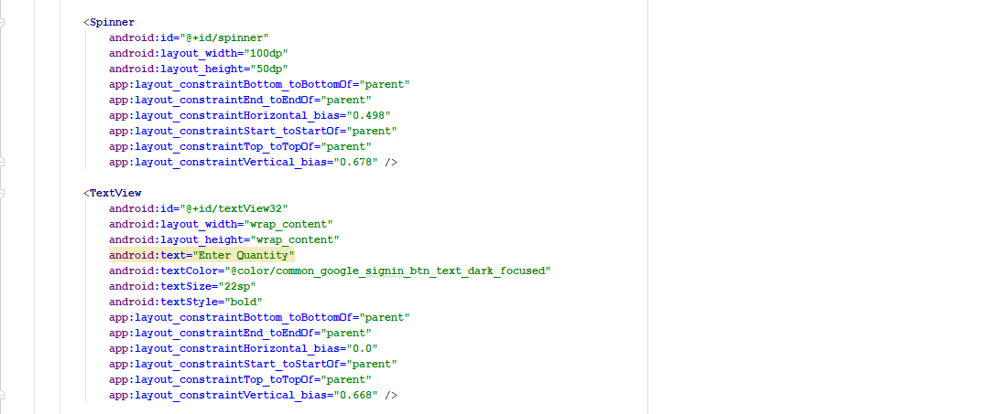 <Spinner
android:id="@+id/spinner"
android:layout_width="100dp"
android:layout_height="50dp"
app:layout_constraintBottom_toBottomOf="parent"
app:layout_constraintEnd_toEndOf="parent"
app:layout_constraintHorizontal_bias="0.498"
app:layout_constraintStart_toStartOf="parent"
app:layout_constraintTop_toTopOf="parent"
app:layout_constraintVertical_bias="0.678" />
<TextView
android:id="@+id/textView32"
android:layout_width="wrap_content"
android:layout_height="wrap_content"
android:text="Enter Quantity"
android:textColor="@color/common_google_signin_btn_text_dark_focused"
android:textSize="22sp"
android:textStyle="bold"
app:layout_constraintBottom_toBottomOf="parent"
app:layout_constraintEnd_toEndOf="parent"
app:layout_constraintHorizontal_bias="0.0"
app:layout_constraintStart_toStartOf="parent"
app:layout_constraintTop_toTopOf="parent"
app:layout_constraintVertical_bias="0.668" />